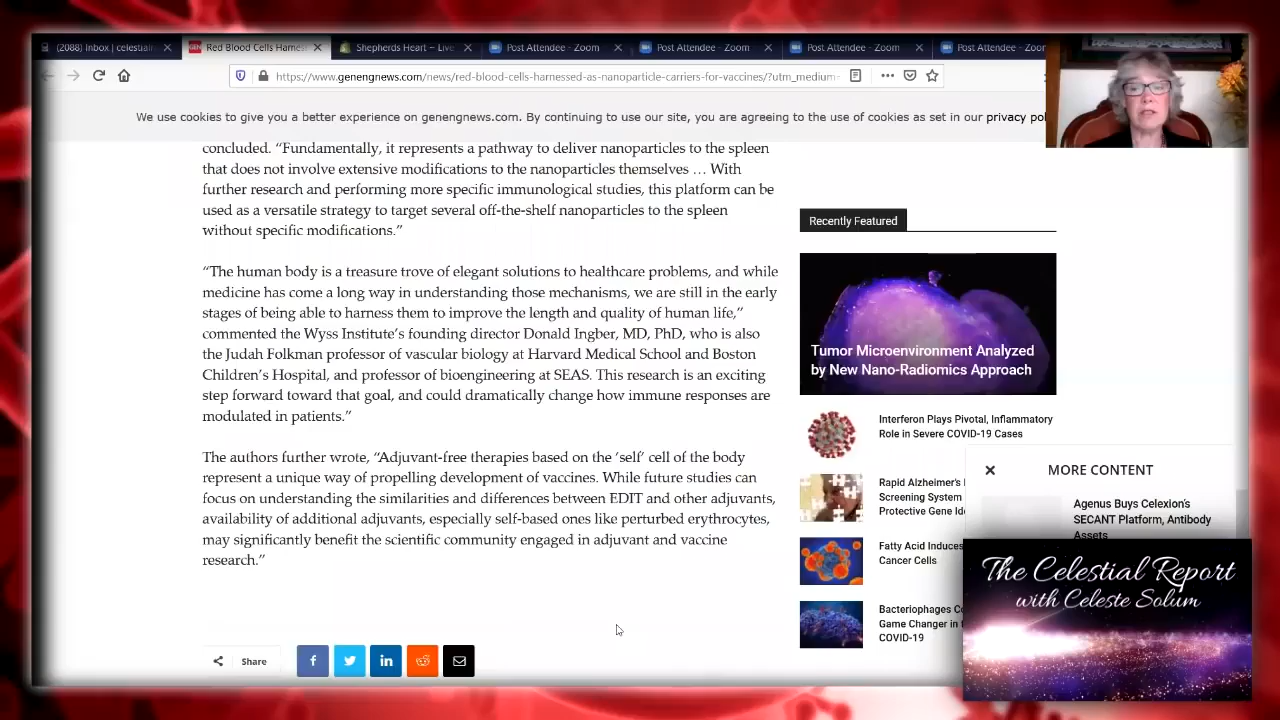 (2088) Inbox | celestialr
Red Blood Cells Harnes
Shepherds Heart – Live
Post Attendee - Zoom
Post Attendee - Zoom
Post Attendee - Zoom
Post Attendee - Zoom
https://www.genengnews.com/news/red-blood-cells-harnessed-as-nanoparticle-carriers-for-vaccines/?utm_medium=
We use cookies to give you a better experience on genengnews.com. By continuing to use our site, you are agreeing to the use of cookies as set in our privacy pol
concluded. “Fundamentally, it represents a pathway to deliver nanoparticles to the spleen
that does not involve extensive modifications to the nanoparticles themselves … With
further research and performing more specific immunological studies, this platform can be
used as a versatile strategy to target several off-the-shelf nanoparticles to the spleen
without specific modifications.”
“The human body is a treasure trove of elegant solutions to healthcare problems, and while
medicine has come a long way in understanding those mechanisms, we are still in the early
stages of being able to harness them to improve the length and quality of human life,”
commented the Wyss Institute’s founding director Donald Ingber, MD, PhD, who is also
the Judah Folkman professor of vascular biology at Harvard Medical School and Boston
Children’s Hospital, and professor of bioengineering at SEAS. This research is an exciting
step forward toward that goal, and could dramatically change how immune responses are
modulated in patients.”
The authors further wrote, “Adjuvant-free therapies based on the ‘self’ cell of the body
represent a unique way of propelling development of vaccines. While future studies can
focus on understanding the similarities and differences between EDIT and other adjuvants,
availability of additional adjuvants, especially self-based ones like perturbed erythrocytes,
may significantly benefit the scientific community engaged in adjuvant and vaccine
research.”
Share
Recently Featured
Tumor Microenvironment Analyzed
by New Nano-Radiomics Approach
Interferon Plays Pivotal, Inflammatory
Role in Severe COVID-19 Cases
Rapid Alzheimer’s
Screening System
Protective Gene
Fatty Acid Induces
Cancer Cells
Bacteriophages
Game Changer in
COVID-19
MORE CONTENT
Agenus Buys Celexion’s
SECANT Platform, Antibody
Assets
The Celestial Report
with Celeste Solum